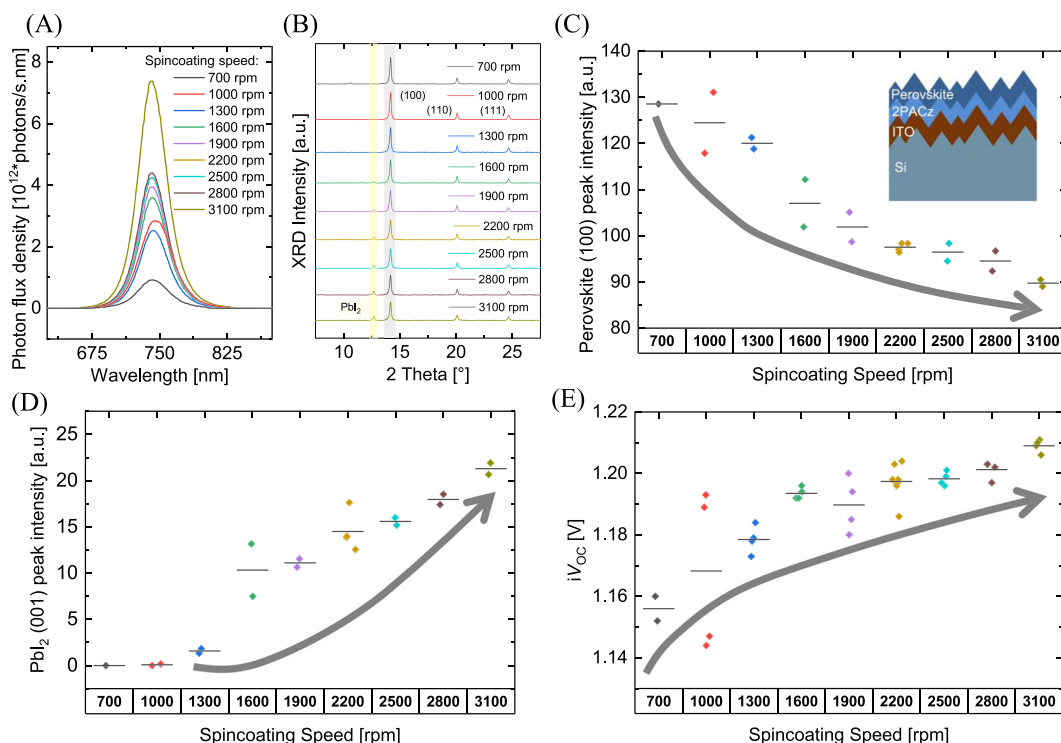 (A)
Photon flux density [10¹²*photons/s.nm]
8
6
4
2
0
Spincoating speed:
700 rpm
1000 rpm
1300 rpm
1600 rpm
1900 rpm
2200 rpm
2500 rpm
2800 rpm
3100 rpm
675 750 825
Wavelength [nm]
(B)
XRD Intensity [a.u.]
700 rpm
(100)
1000 rpm
(110) (111)
1300 rpm
1600 rpm
1900 rpm
2200 rpm
2500 rpm
2800 rpm
PbI₂
3100 rpm
10 15 20 25
2 Theta [°]
(C)
Perovskite (100) peak intensity [a.u.]
140
130
120
110
100
90
80
Perovskite
2PACz
ITO
Si
700 1000 1300 1600 1900 2200 2500 2800 3100
Spincoating Speed [rpm]
(D)
PbI₂ (001) peak intensity [a.u.]
25
20
15
10
5
0
700 1000 1300 1600 1900 2200 2500 2800 3100
Spincoating Speed [rpm]
(E)
iVOC [V]
1.22
1.20
1.18
1.16
1.14
700 1000 1300 1600 1900 2200 2500 2800 3100
Spincoating Speed [rpm]